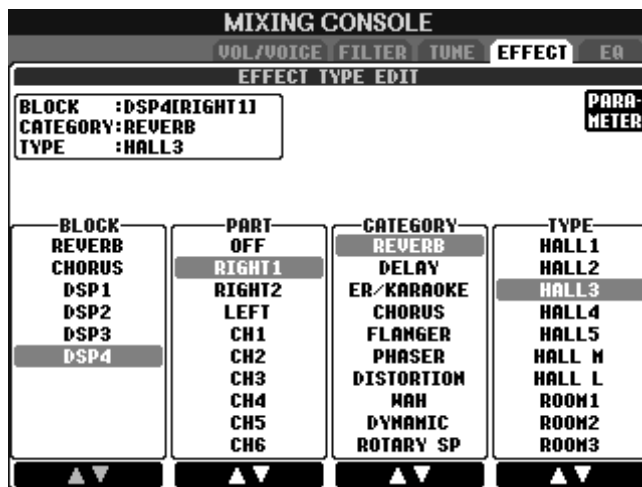 MIXING CONSOLE
VOL/VOICE FILTER TUNE EFFECT EQ
EFFECT TYPE EDIT
BLOCK :DSP4[RIGHT1]
CATEGORY:REVERB
TYPE :HALL3
PARA-
METER
BLOCK PART CATEGORY TYPE
REVERB OFF REVERB HALL1
CHORUS RIGHT1 DELAY HALL2
DSP1 RIGHT2 ER/KARAOKE HALL3
DSP2 LEFT CHORUS HALL4
DSP3 CH1 FLANGER HALL5
DSP4 CH2 PHASER HALL M
CH3 DISTORTION HALL L
CH4 WAH ROOM1
CH5 DYNAMIC ROOM2
CH6 ROTARY SP ROOM3